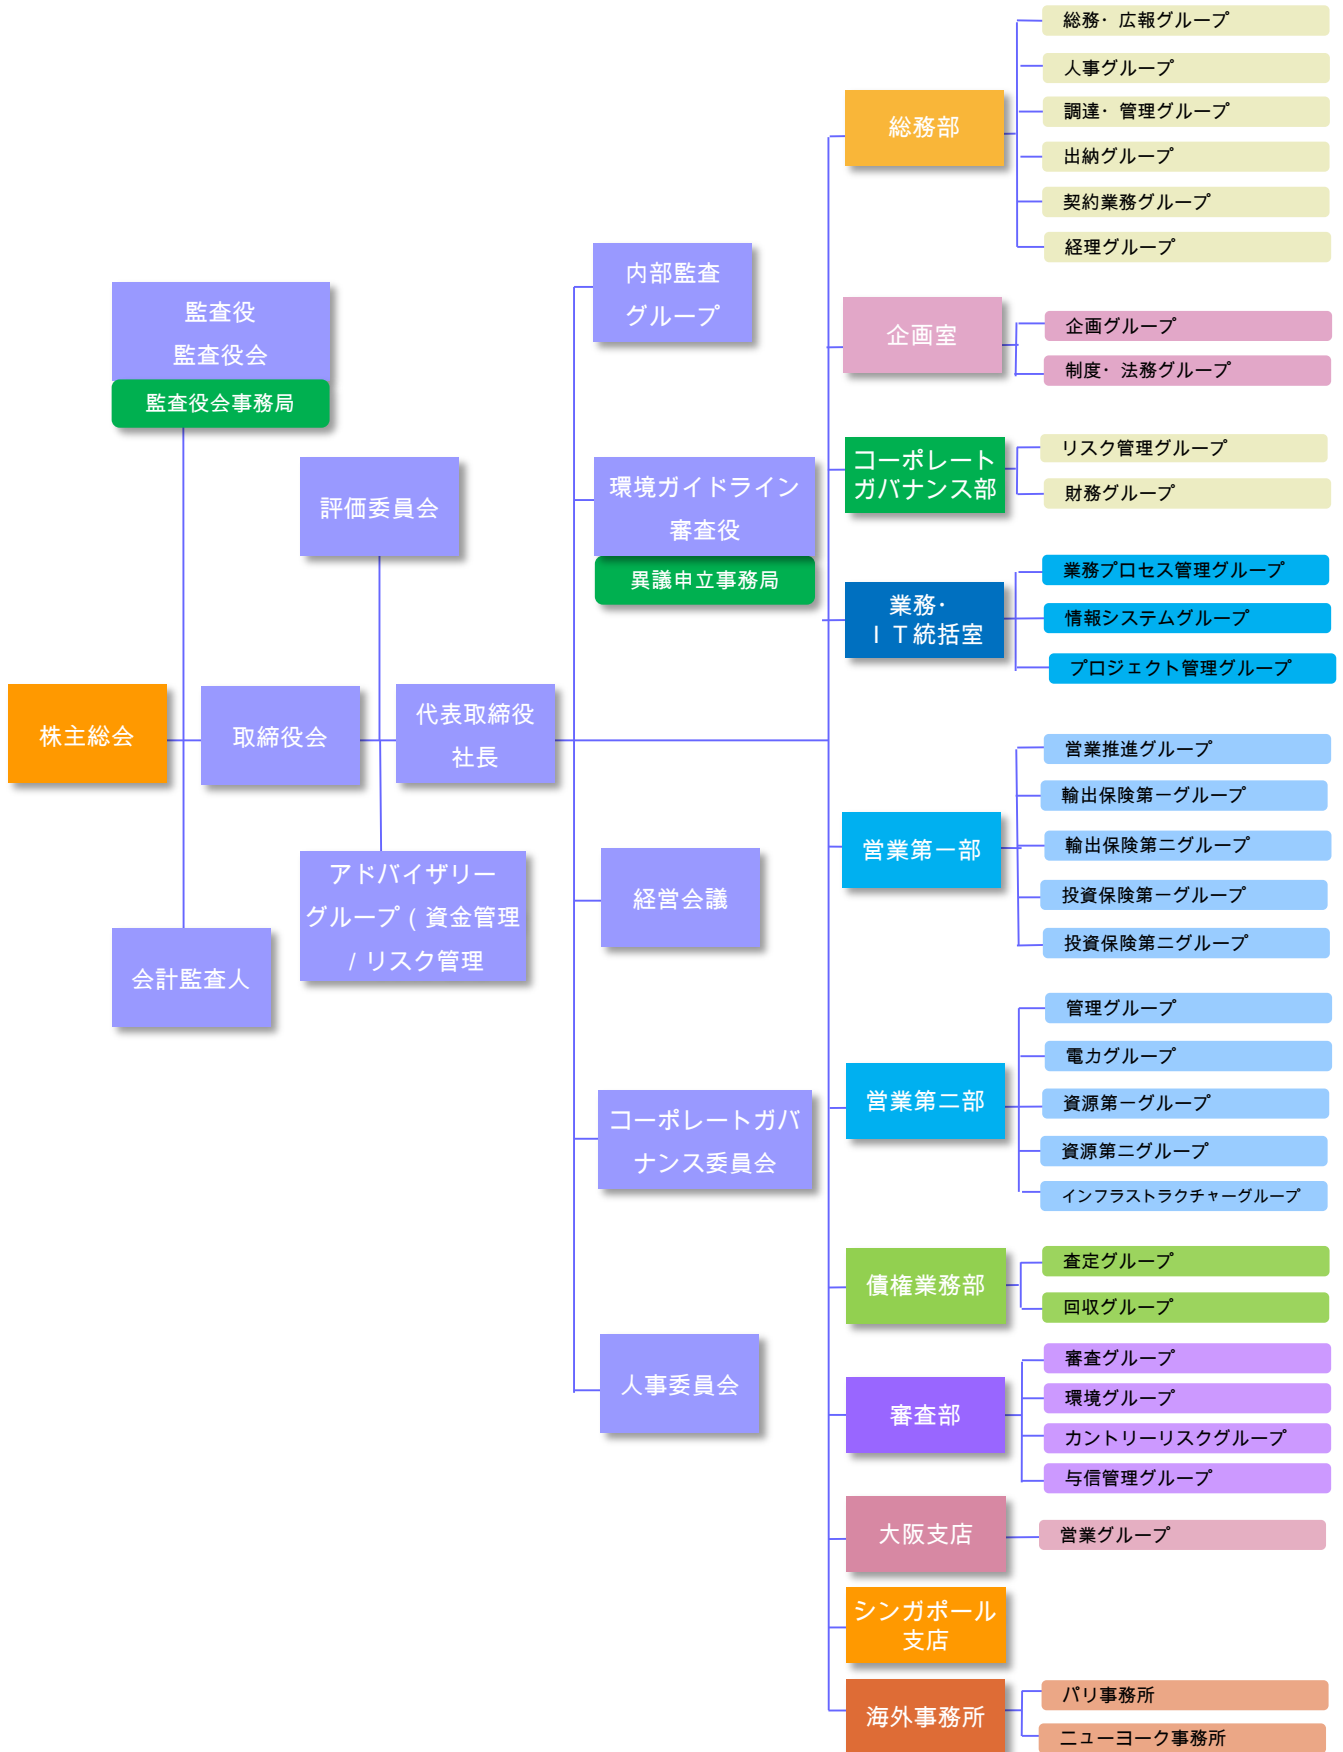 株主総会
監査役
監査役会
監査役会事務局
会計監査人
取締役会
評価委員会
アドバイザリー
グループ(資金管理
/リスク管理
代表取締役
社長
内部監査
グループ
環境ガイドライン
審査役
異議申立事務局
経営会議
コーポレートガバ
ナンス委員会
人事委員会
総務部
総務・広報グループ
人事グループ
調達・管理グループ
出納グループ
契約業務グループ
経理グループ
企画室
企画グループ
制度・法務グループ
コーポレート
ガバナンス部
リスク管理グループ
財務グループ
業務・
IT統括室
業務プロセス管理グループ
情報システムグループ
プロジェクト管理グループ
営業第一部
営業推進グループ
輸出保険第一グループ
輸出保険第二グループ
投資保険第一グループ
投資保険第二グループ
営業第二部
管理グループ
電力グループ
資源第一グループ
資源第二グループ
インフラストラクチャーグループ
債権業務部
査定グループ
回収グループ
審査部
審査グループ
環境グループ
カントリーリスクグループ
与信管理グループ
大阪支店
営業グループ
シンガポール
支店
海外事務所
パリ事務所
ニューヨーク事務所